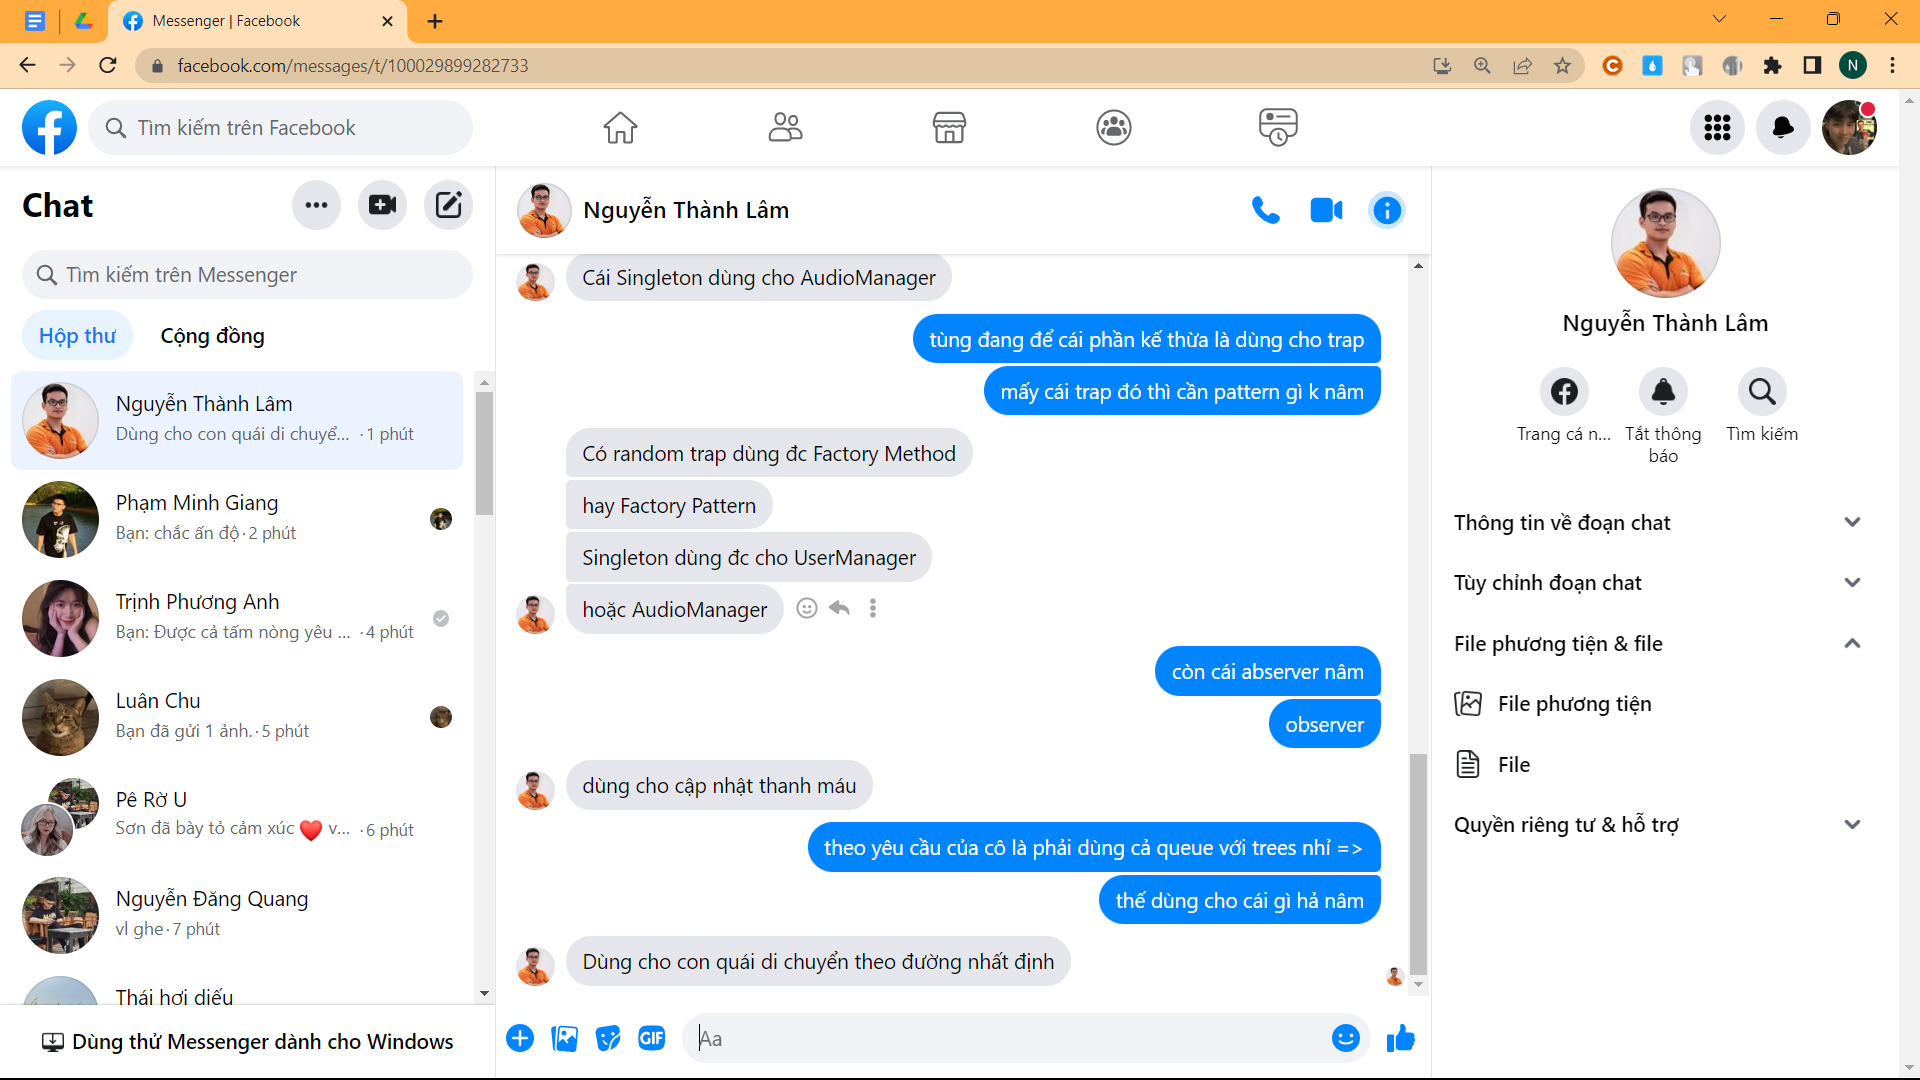 Messenger | Facebook
facebook.com/messages/t/100029899282733
N
Tìm kiếm trên Facebook
Chat
Tìm kiếm trên Messenger
Hộp thư
Cộng đồng
Nguyễn Thành Lâm
Dùng cho con quái di chuyể... · 1 phút
Phạm Minh Giang
Bạn: chắc ấn độ · 2 phút
Trịnh Phương Anh
Bạn: Được cả tấm nòng yêu ... · 4 phút
Luân Chu
Bạn đã gửi 1 ảnh. · 5 phút
Pê Rờ U
Sơn đã bày tỏ cảm xúc ❤️ v... · 6 phút
Nguyễn Đăng Quang
vl ghe · 7 phút
Thái hơi diếu
Dùng thử Messenger dành cho Windows
Nguyễn Thành Lâm
Cái Singleton dùng cho AudioManager
tùng đang để cái phần kế thừa là dùng cho trap
mấy cái trap đó thì cần pattern gì k nâm
Có random trap dùng đc Factory Method
hay Factory Pattern
Singleton dùng đc cho UserManager
hoặc AudioManager
còn cái abserver nâm
observer
dùng cho cập nhật thanh máu
theo yêu cầu của cô là phải dùng cả queue với trees nhỉ =>
thế dùng cho cái gì hả nâm
Dùng cho con quái di chuyển theo đường nhất định
GIF
Aa
Nguyễn Thành Lâm
Trang cá n...
Tắt thông báo
Tìm kiếm
Thông tin về đoạn chat
Tùy chỉnh đoạn chat
File phương tiện & file
File phương tiện
File
Quyền riêng tư & hỗ trợ